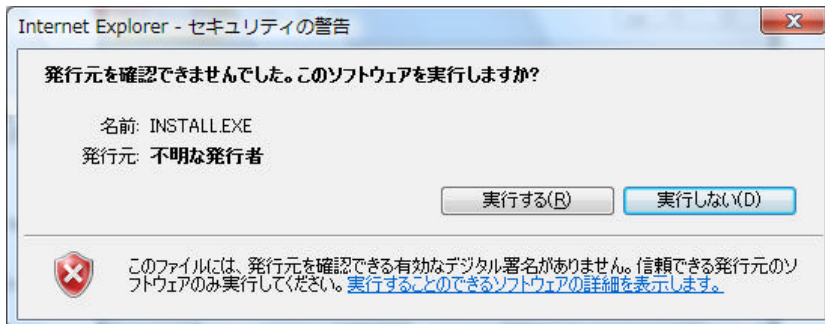 Internet Explorer - セキュリティの警告
発行元を確認できませんでした。このソフトウェアを実行しますか?
名前: INSTALL.EXE
発行元: 不明な発行者
実行する(R) 実行しない(D)
このファイルには、発行元を確認できる有効なデジタル署名がありません。信頼できる発行元のソ
フトウェアのみ実行してください。実行することのできるソフトウェアの詳細を表示します。